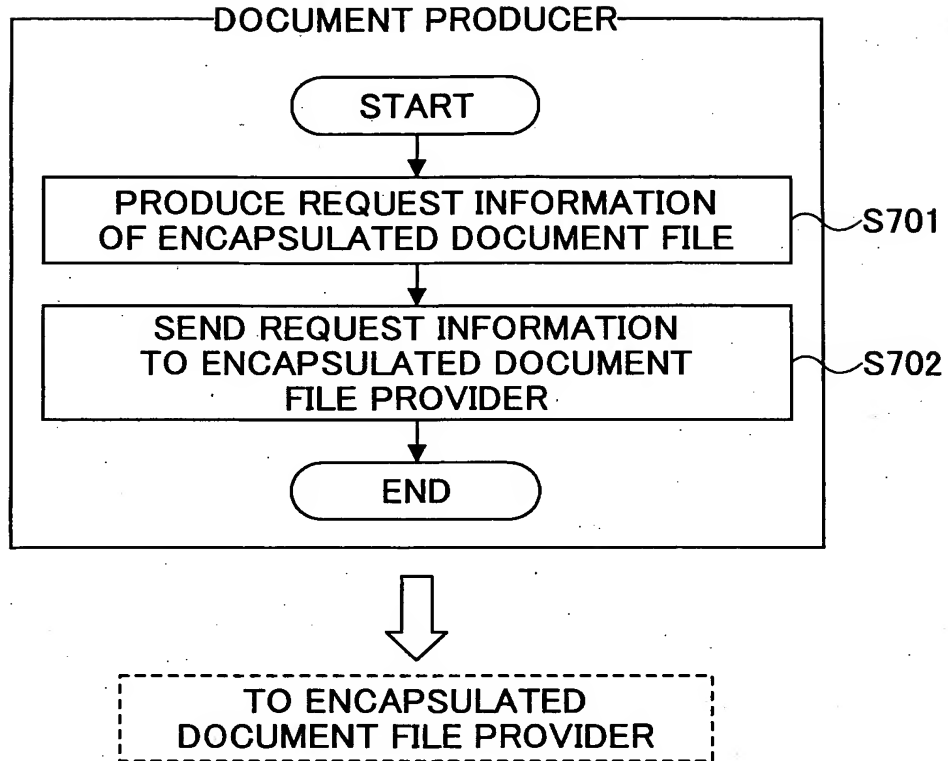 DOCUMENT PRODUCER
START
PRODUCE REQUEST INFORMATION
OF ENCAPSULATED DOCUMENT FILE
S701
SEND REQUEST INFORMATION
TO ENCAPSULATED DOCUMENT
FILE PROVIDER
S702
END
TO ENCAPSULATED
DOCUMENT FILE PROVIDER